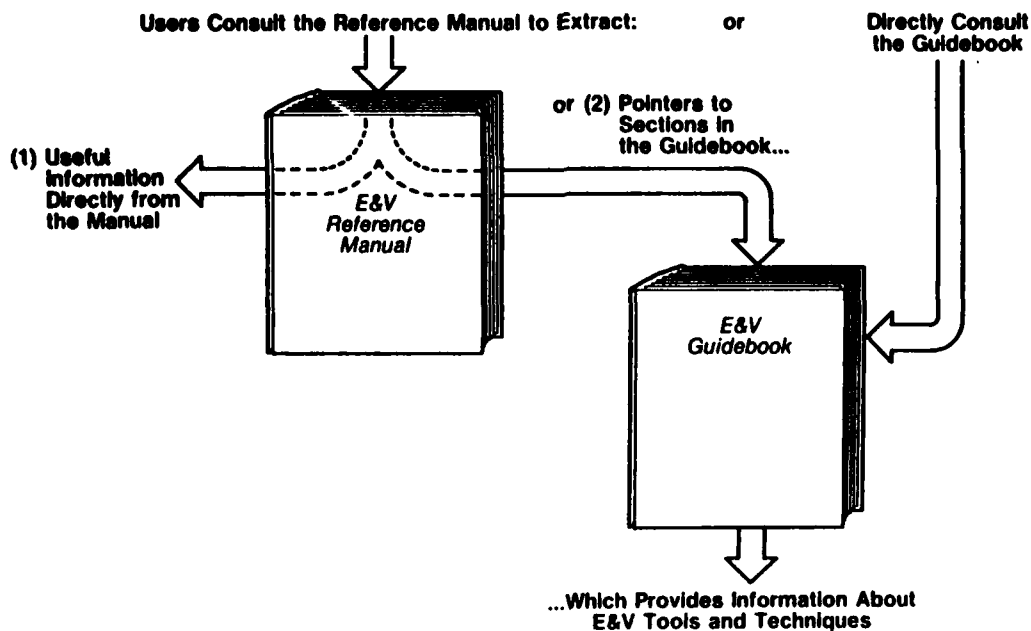 Users Consult the Reference Manual to Extract: or Directly Consult
the Guidebook
or (2) Pointers to
Sections in
the Guidebook...
(1) Useful
Information
Directly from
the Manual
E&V
Reference
Manual
E&V
Guidebook
...Which Provides Information About
E&V Tools and Techniques